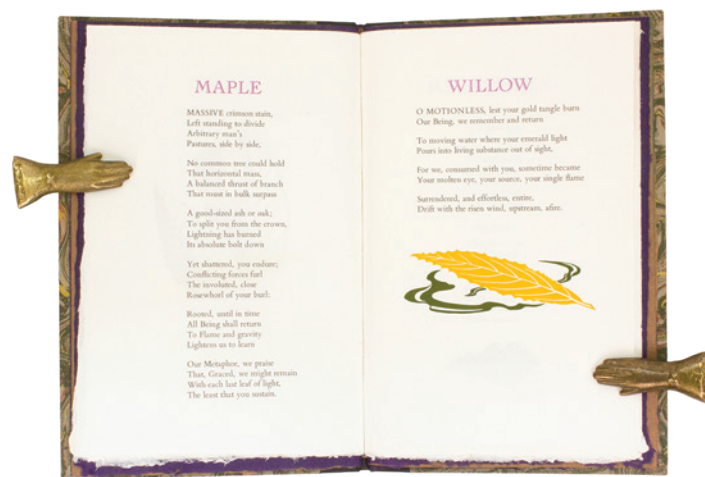 MAPLE
MASSIVE crimson stain,
Left standing to divide
Arbitrary man's
Pastures, side by side,
No common tree could hold
That horizontal mass,
A balanced thrust of branch
That must in bulk surpass
A good-sized ash or oak;
To split you from the crown,
Lightning has burned
Its absolute bolt down
Yet shattered, you endure;
Conflicting forces furl
The involuted, close
Rosewhorl of your burl:
Rooted, until in time
All Being shall return
To Flame and gravity
Lightens us to learn
Our Metaphor, we praise
That, Graced, we might remain
With each last leaf of light,
The least that you sustain.
WILLOW
O MOTIONLESS, lest your gold tangle burn
Our Being, we remember and return
To moving water where your emerald light
Pours into living substance out of sight,
For we, consumed with you, sometime became
Your molten eye, your source, your single flame
Surrendered, and effortless, entire,
Drift with the risen wind, upstream, afire.